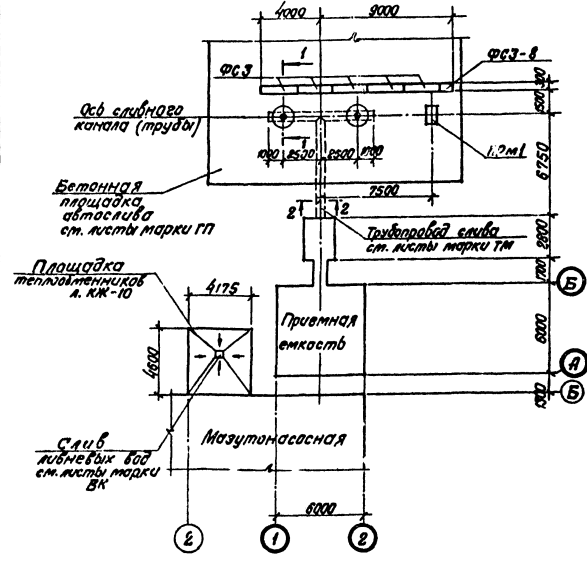 4000
9000
1
ФС3
ФС3-8
300
1500
Ось сливного
канала (трубы)
1000
2500
2500
1000
1
6750
7500
Бетонная
площадка
автослива
см. листы марки ГП
2
2
Трубопровод слива
см. листы марки ТМ
2800
1700
Площадка
теплообменников
л. КЖ-10
4175
Б
Приемная
емкость
6000
4600
А
Б
1300
Слив
ливневых вод
см. листы марки
ВК
Мазутонасосная
6000
2
1
2